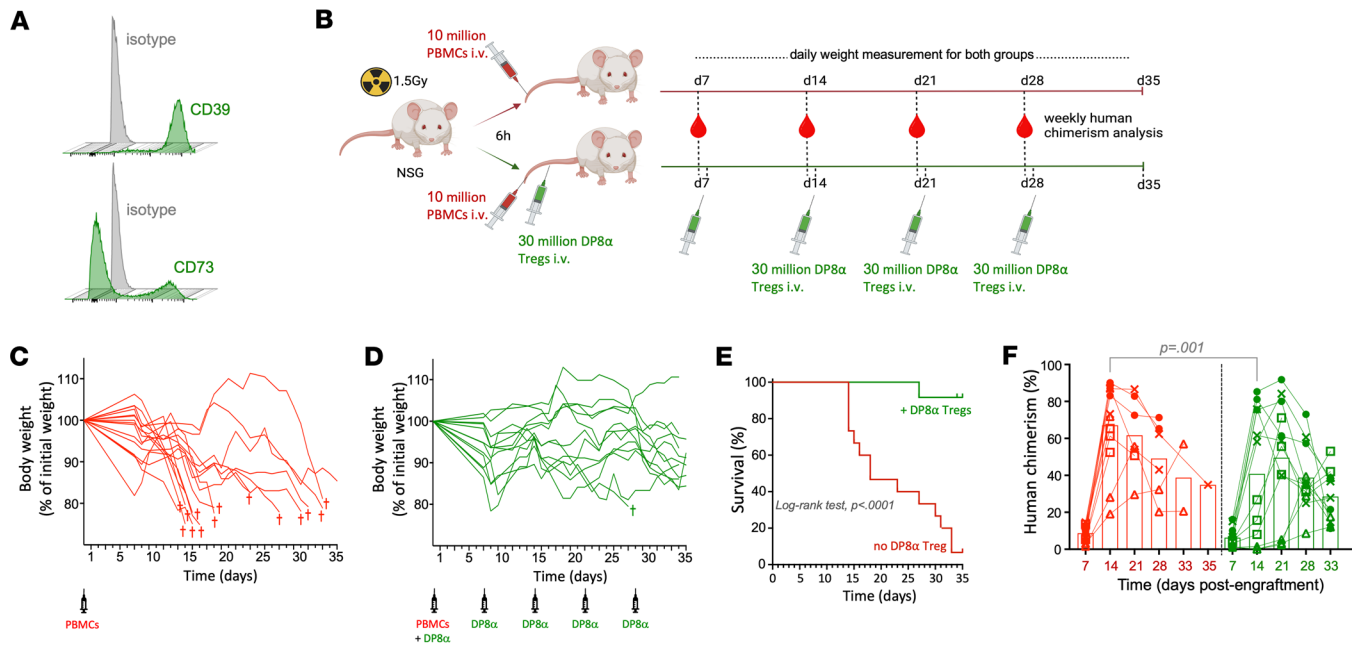 A
isotype
CD39
isotype
CD73
B
10 million
PBMCs i.v.
1.5Gy
6h
NSG
10 million
PBMCs i.v.
30 million DP8α
Tregs i.v.
daily weight measurement for both groups
d7
d14
d21
d28
d35
weekly human
chimerism analysis
d7
d14
d21
d28
d35
30 million DP8α
Tregs i.v.
30 million DP8α
Tregs i.v.
30 million DP8α
Tregs i.v.
C
Body weight
(% of initial weight)
110
100
90
80
1
5
10
15
20
25
30
35
Time (days)
PBMCs
D
Body weight
(% of initial weight)
110
100
90
80
1
5
10
15
20
25
30
35
Time (days)
PBMCs
+ DP8α
DP8α
DP8α
DP8α
DP8α
E
Survival (%)
100
80
60
40
20
0
+ DP8α Tregs
Log-rank test, p<.0001
no DP8α Treg
0
5
10
15
20
25
30
35
Time (days)
F
p=.001
Human chimerism (%)
100
80
60
40
20
0
7
14
21
28
33
35
7
14
21
28
33
Time (days post-engraftment)